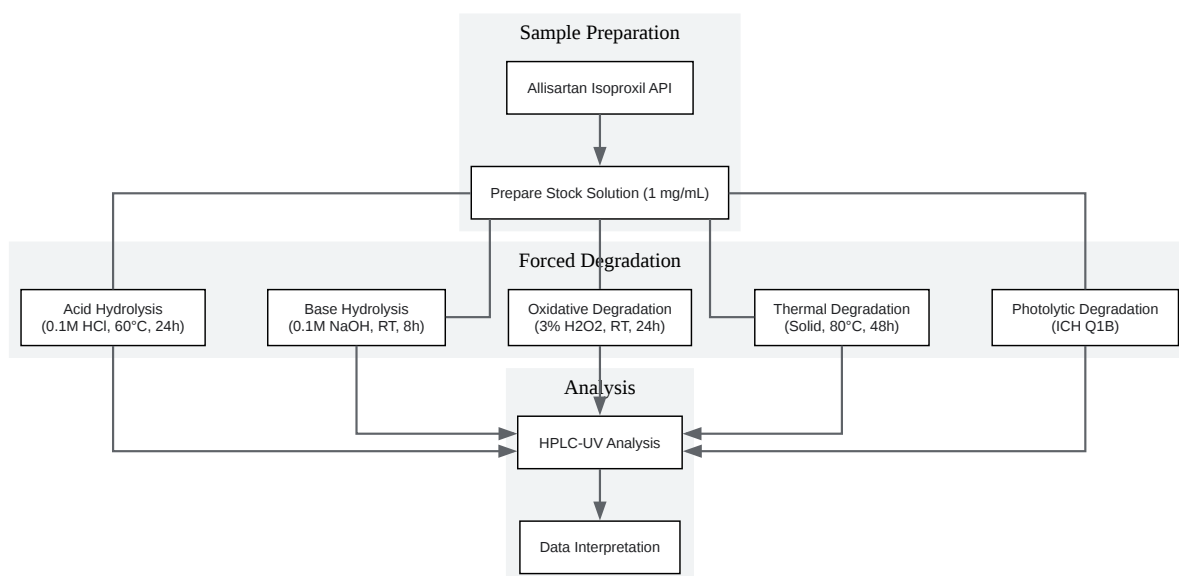 Sample Preparation
Allisartan Isoproxil API
Prepare Stock Solution (1 mg/mL)
Forced Degradation
Acid Hydrolysis
(0.1M HCl, 60°C, 24h)
Base Hydrolysis
(0.1M NaOH, RT, 8h)
Oxidative Degradation
(3% H2O2, RT, 24h)
Thermal Degradation
(Solid, 80°C, 48h)
Photolytic Degradation
(ICH Q1B)
Analysis
HPLC-UV Analysis
Data Interpretation